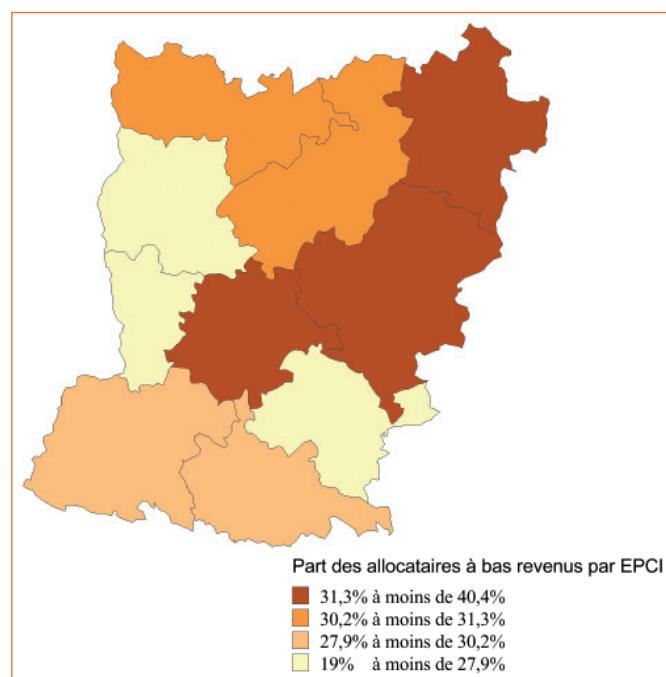 Part des allocataires à bas revenus par EPCI
31,3% à moins de 40,4%
30,2% à moins de 31,3%
27,9% à moins de 30,2%
19% à moins de 27,9%